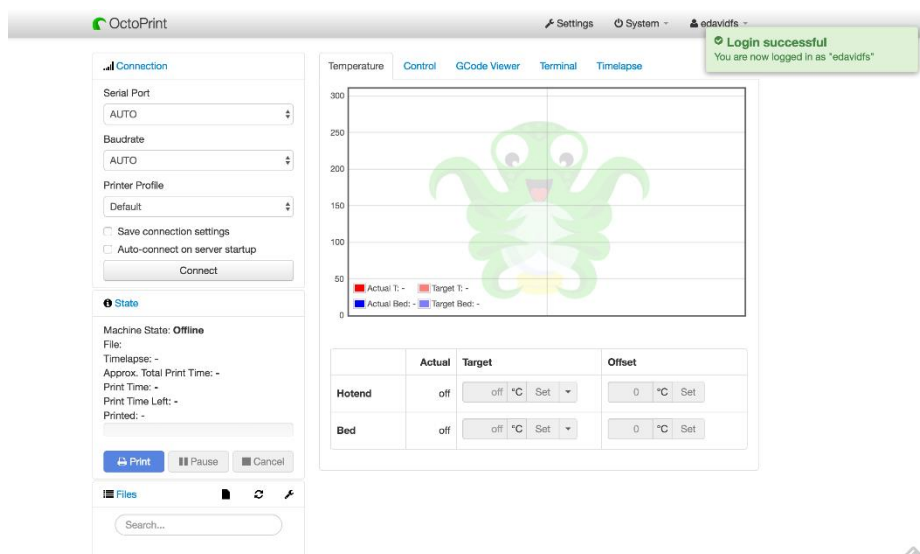 OctoPrint
Settings
System
edavidfs
Login successful
You are now logged in as "edavidfs"
Connection
Serial Port
AUTO
Baudrate
AUTO
Printer Profile
Default
Save connection settings
Auto-connect on server startup
Connect
State
Machine State: Offline
File:
Timelapse: -
Approx. Total Print Time: -
Print Time: -
Print Time Left: -
Printed: -
Print
Pause
Cancel
Files
Search...
Temperature
Control
GCode Viewer
Terminal
Timelapse
300
250
200
150
100
50
0
Actual T: -
Target T: -
Actual Bed: -
Target Bed: -
Actual
Target
Offset
Hotend
off
off
°C
Set
0
°C
Set
Bed
off
off
°C
Set
0
°C
Set